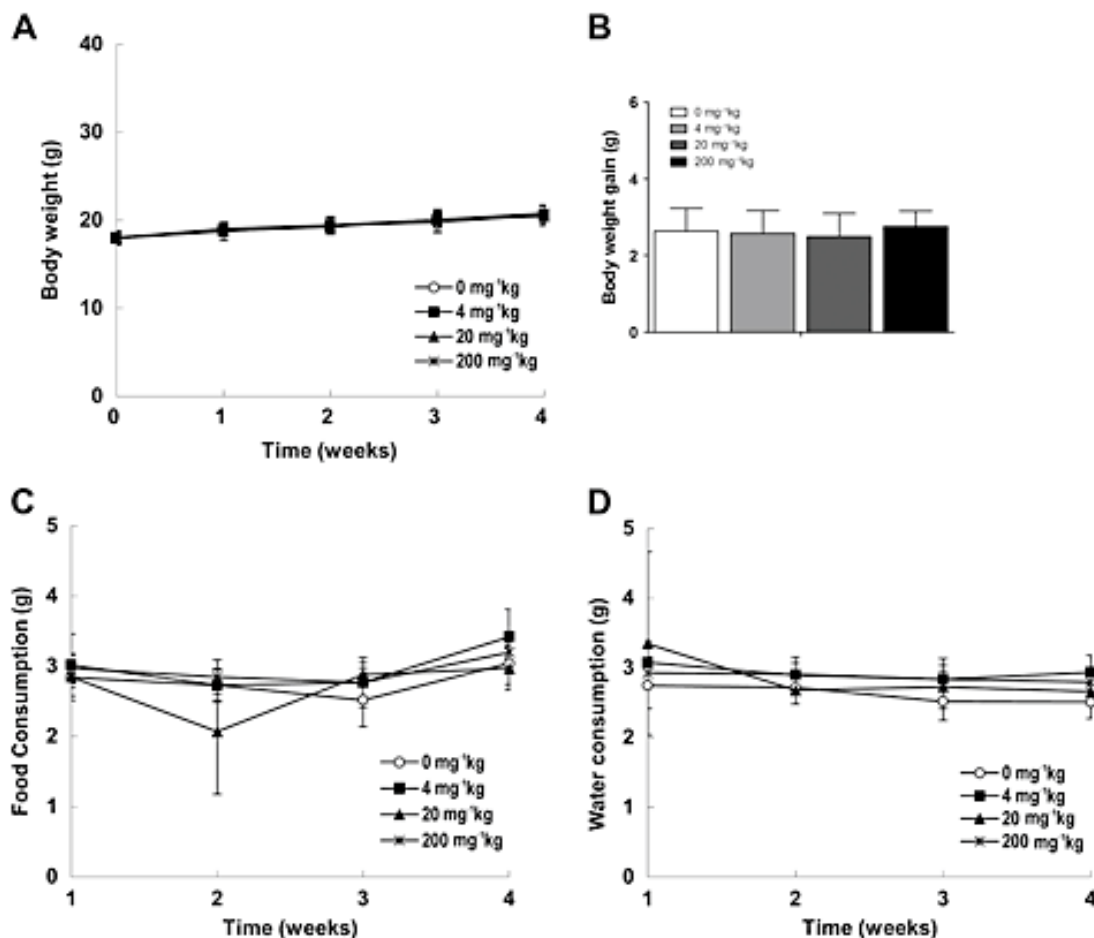 A
40
30
20
10
0
Body weight (g)
0 mg⁻¹kg
4 mg⁻¹kg
20 mg⁻¹kg
200 mg⁻¹kg
0 1 2 3 4
Time (weeks)
B
6
4
2
0
Body weight gain (g)
0 mg⁻¹kg
4 mg⁻¹kg
20 mg⁻¹kg
200 mg⁻¹kg
C
5
4
3
2
1
0
Food Consumption (g)
0 mg⁻¹kg
4 mg⁻¹kg
20 mg⁻¹kg
200 mg⁻¹kg
1 2 3 4
Time (weeks)
D
5
4
3
2
1
0
Water consumption (g)
0 mg⁻¹kg
4 mg⁻¹kg
20 mg⁻¹kg
200 mg⁻¹kg
1 2 3 4
Time (weeks)